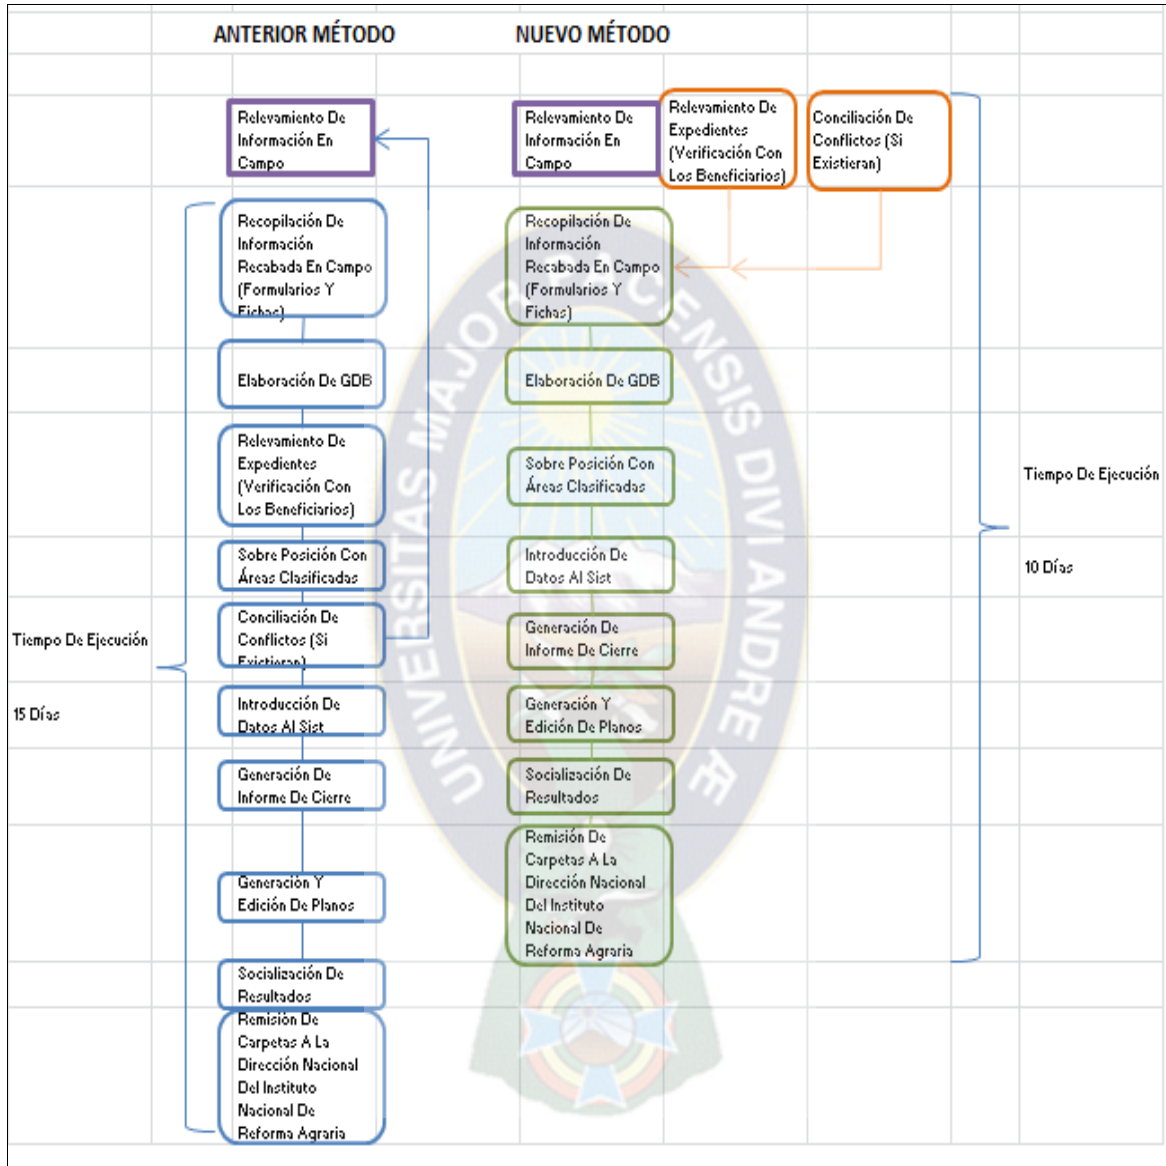 ANTERIOR MÉTODO
Relevamiento De
Información En
Campo
Recopilación De
Información
Recabada En Campo
(Formularios Y
Fichas)
Elaboración De GDB
Relevamiento De
Expedientes
(Verificación Con
Los Beneficiarios)
Sobre Posición Con
Áreas Clasificadas
Conciliación De
Conflictos (Si
Existieran)
Introducción De
Datos Al Sist
Generación De
Informe De Cierre
Generación Y
Edición De Planos
Socialización De
Resultados
Remisión De
Carpetas A La
Dirección Nacional
Del Instituto
Nacional De
Reforma Agraria
Tiempo De Ejecución
15 Días
NUEVO MÉTODO
Relevamiento De
Información En
Campo
Relevamiento De
Expedientes
(Verificación Con
Los Beneficiarios)
Conciliación De
Conflictos (Si
Existieran)
Recopilación De
Información
Recabada En Campo
(Formularios Y
Fichas)
Elaboración De GDB
Sobre Posición Con
Áreas Clasificadas
Introducción De
Datos Al Sist
Generación De
Informe De Cierre
Generación Y
Edición De Planos
Socialización De
Resultados
Remisión De
Carpetas A La
Dirección Nacional
Del Instituto
Nacional De
Reforma Agraria
Tiempo De Ejecución
10 Días
UNIVERSITAS MAJOR PACENSIS DIVI ANDRE Æ